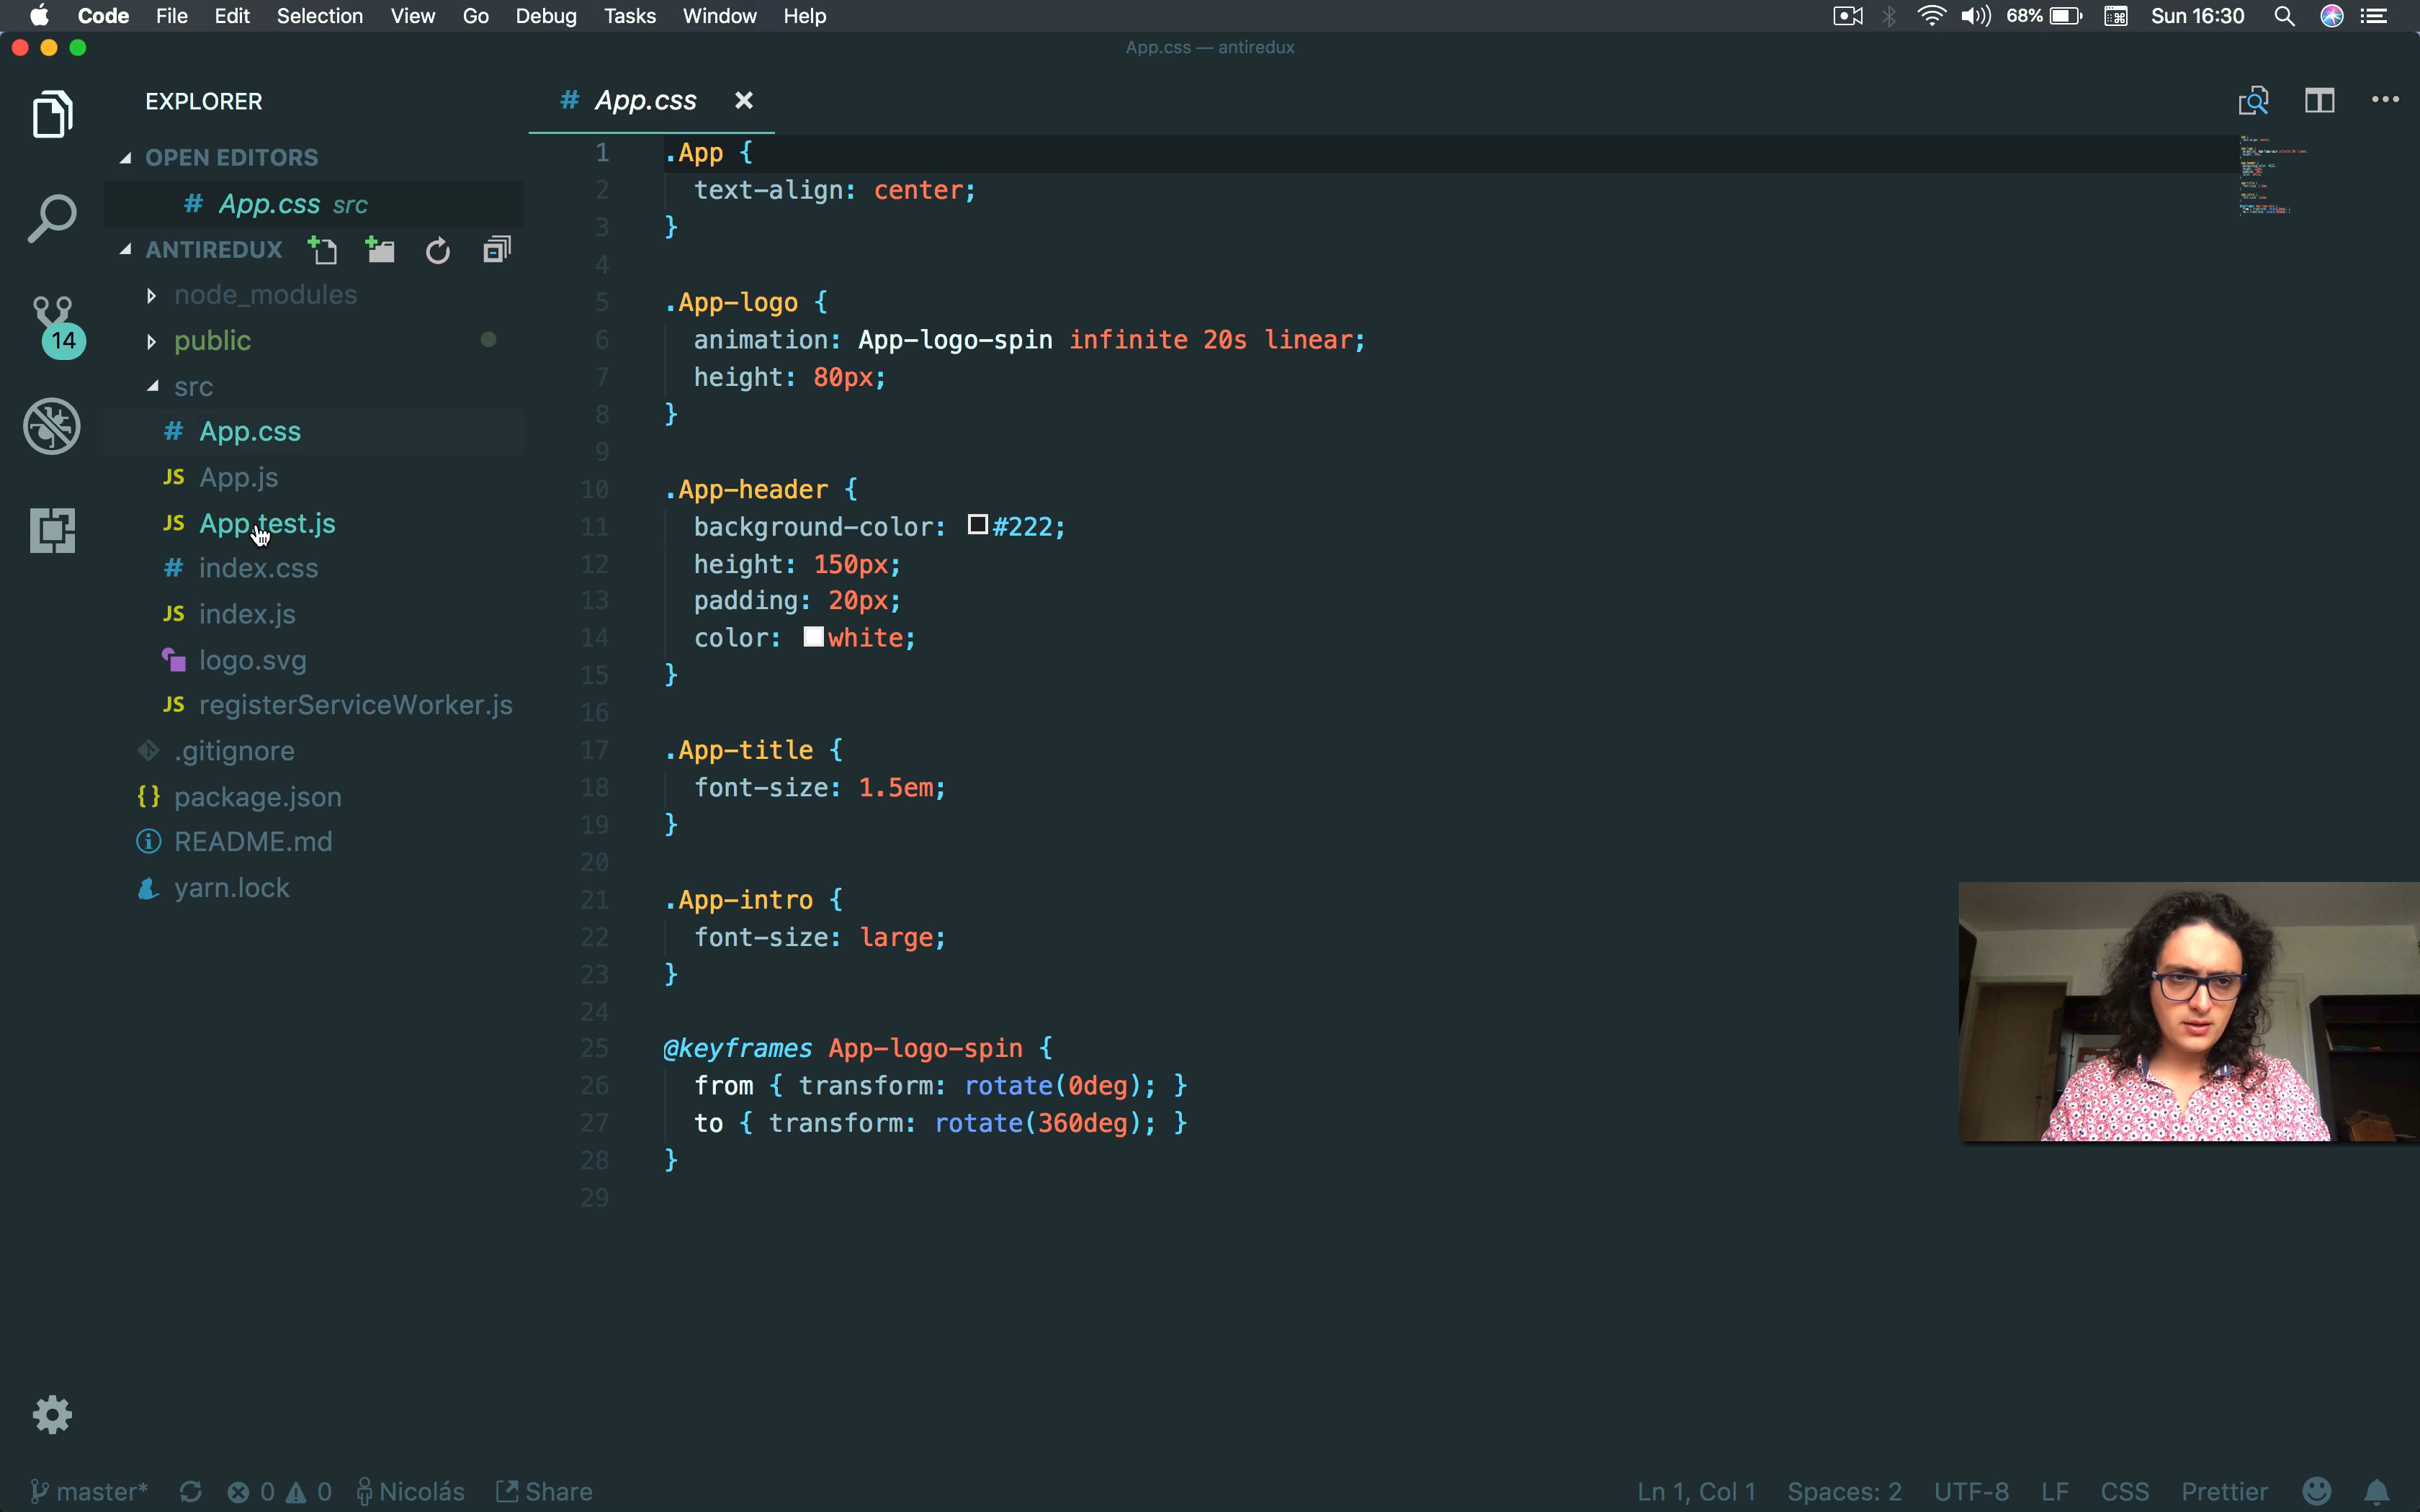 Code File Edit Selection View Go Debug Tasks Window Help 68% Sun 16:30
App.css — antiredux
EXPLORER
OPEN EDITORS
# App.css src
ANTIREDUX
node_modules
public
src
# App.css
JS App.js
JS App.test.js
# index.css
JS index.js
logo.svg
JS registerServiceWorker.js
.gitignore
{} package.json
README.md
yarn.lock
14
# App.css ×
1 .App {
2 text-align: center;
3 }
4
5 .App-logo {
6 animation: App-logo-spin infinite 20s linear;
7 height: 80px;
8 }
9
10 .App-header {
11 background-color: #222;
12 height: 150px;
13 padding: 20px;
14 color: white;
15 }
16
17 .App-title {
18 font-size: 1.5em;
19 }
20
21 .App-intro {
22 font-size: large;
23 }
24
25 @keyframes App-logo-spin {
26 from { transform: rotate(0deg); }
27 to { transform: rotate(360deg); }
28 }
29
master* 0 0 Nicolás Share Ln 1, Col 1 Spaces: 2 UTF-8 LF CSS Prettier